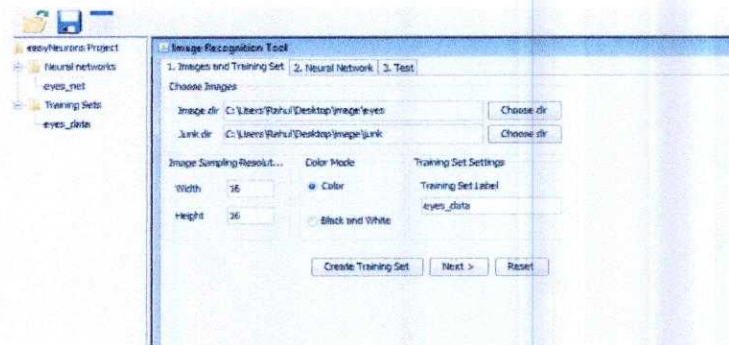 easyNeurons Project
Neural networks
eyes_net
Training Sets
eyes_data
Image Recognition Tool
1. Images and Training Set
2. Neural Network
3. Test
Choose Images
Image dir C:\Users\Rahul\Desktop\image\eyes Choose dir
Junk dir C:\Users\Rahul\Desktop\image\junk Choose dir
Image Sampling Resolut... Color Mode Training Set Settings
Width 16 Color Training Set Label
eyes_data
Height 16 Black and White
Create Training Set Next > Reset